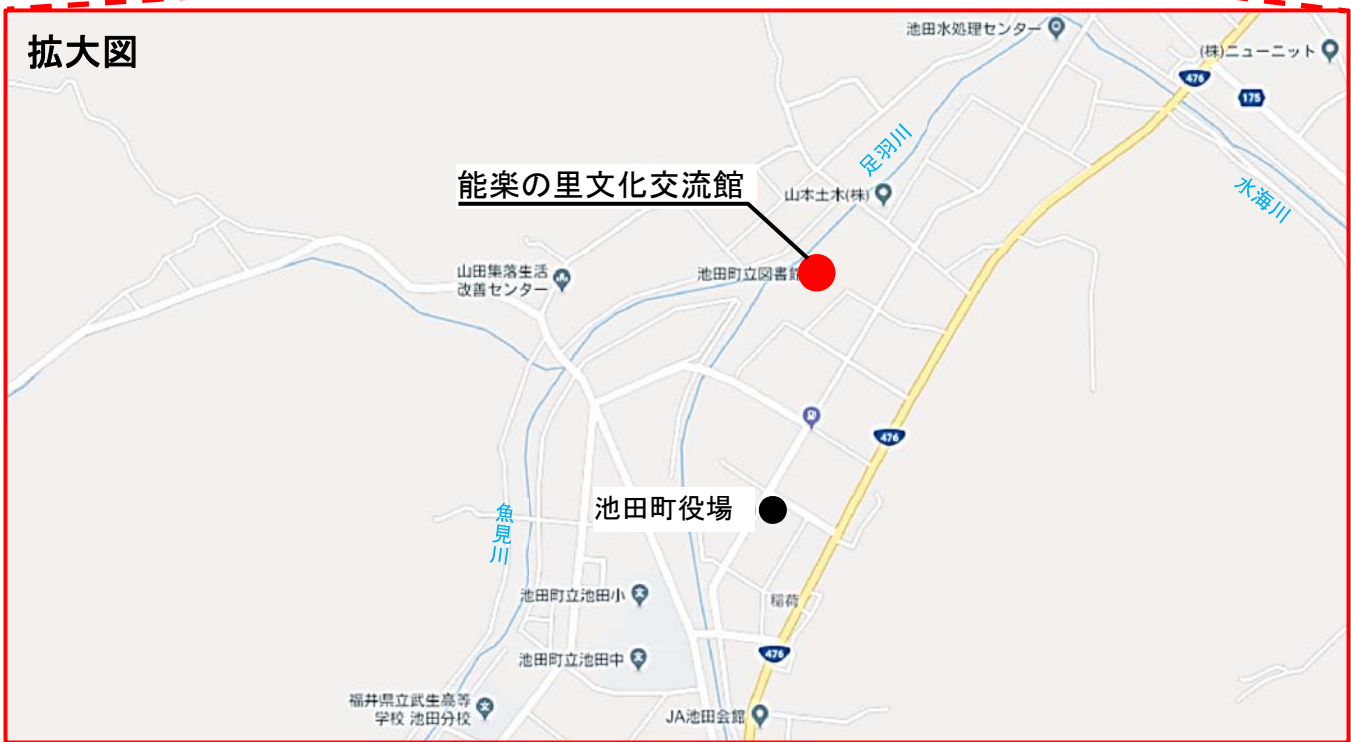 拡大図
池田水処理センター
(株)ニューニット
476
175
足羽川
能楽の里文化交流館
山本土木(株)
水海川
山田集落生活
改善センター
池田町立図書館
476
池田町役場
魚見川
池田町立池田小
稲荷
476
池田町立池田中
福井県立武生高等
学校 池田分校
JA池田会館